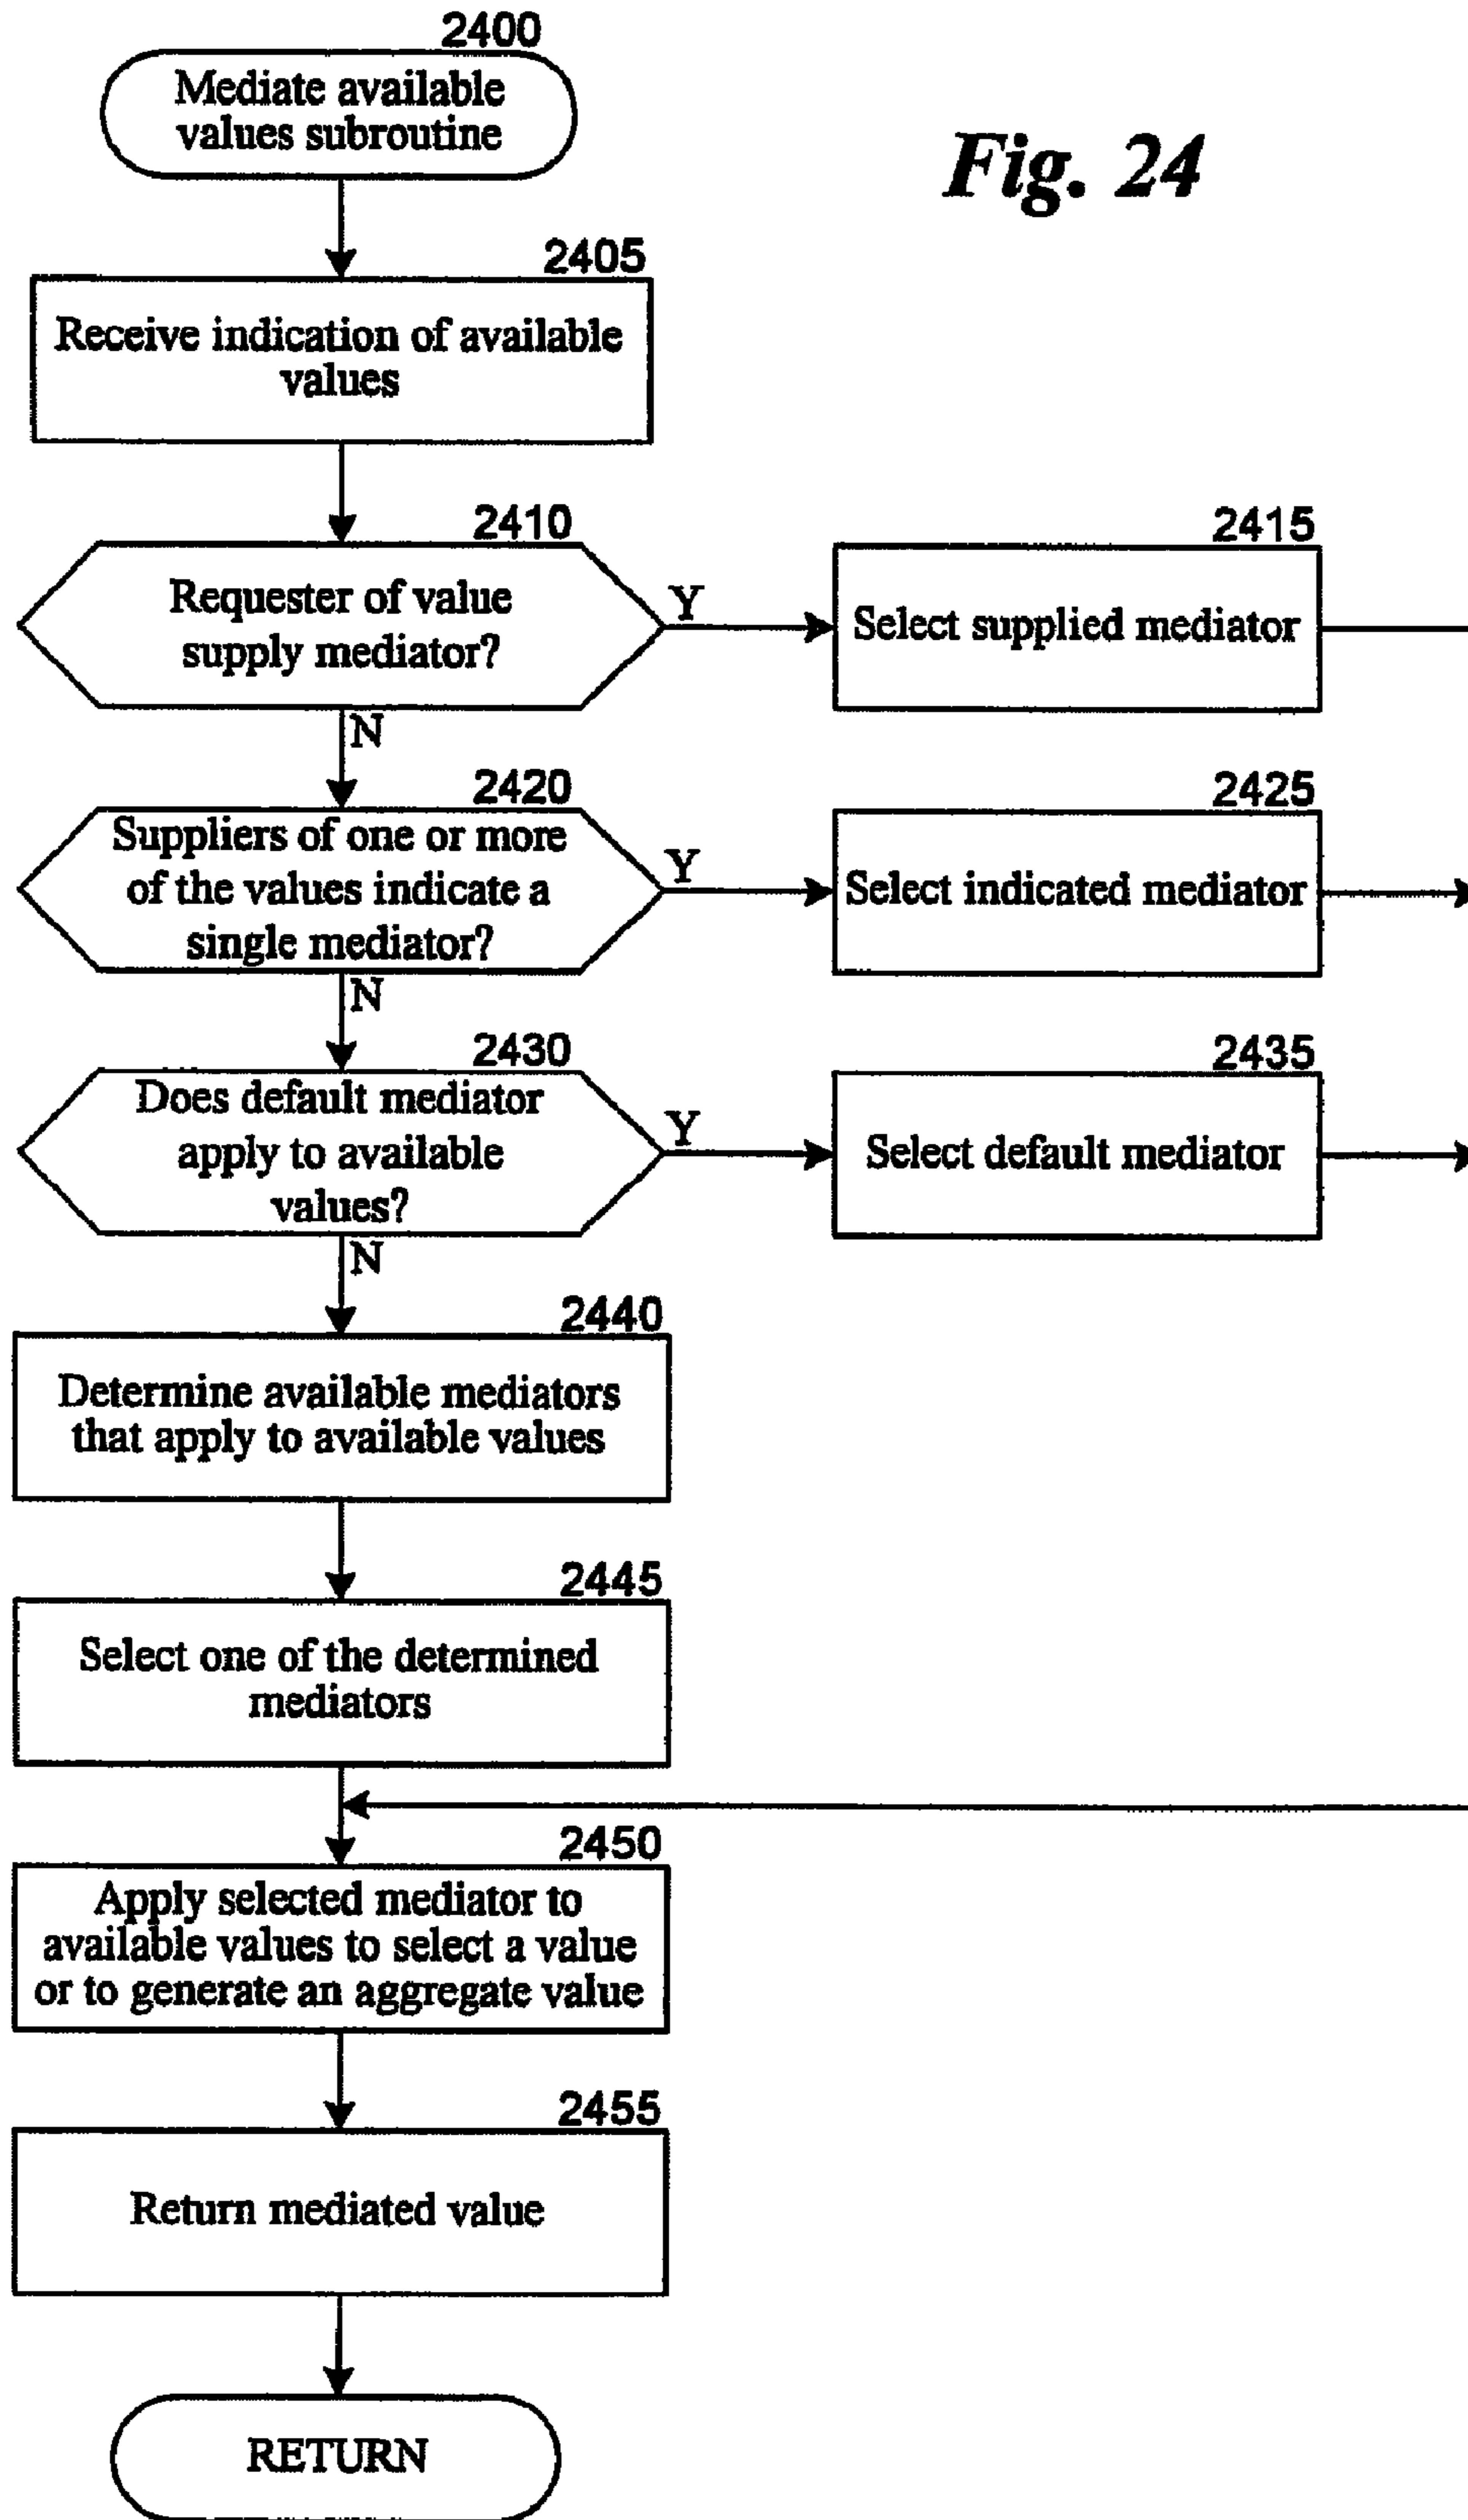 2400
Mediate available
values subroutine
Fig. 24
2405
Receive indication of available
values
2410
Requester of value
supply mediator?
Y
2415
Select supplied mediator
N
2420
Suppliers of one or more
of the values indicate a
single mediator?
Y
2425
Select indicated mediator
N
2430
Does default mediator
apply to available
values?
Y
2435
Select default mediator
N
2440
Determine available mediators
that apply to available values
2445
Select one of the determined
mediators
2450
Apply selected mediator to
available values to select a value
or to generate an aggregate value
2455
Return mediated value
RETURN